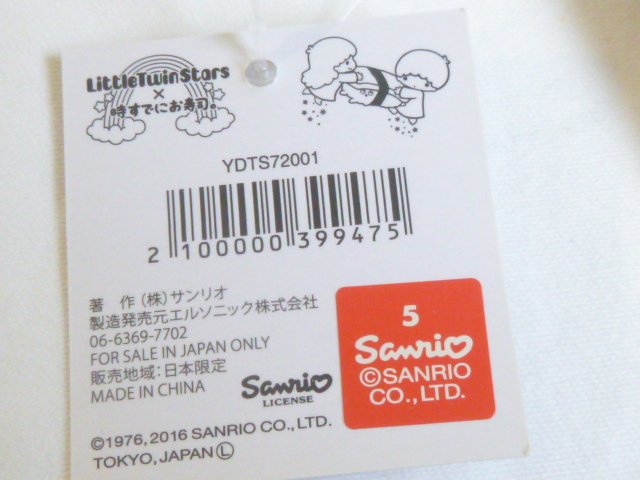 LittleTwinStars
×
時すでにお寿司。
YDTS72001
2 100000 399475
著 作 (株) サンリオ
製造発売元エルソニック株式会社
06-6369-7702
FOR SALE IN JAPAN ONLY
販売地域:日本限定
MADE IN CHINA
Sanrio
LICENSE
5
Sanrio
©SANRIO
CO., LTD.
©1976, 2016 SANRIO CO., LTD.
TOKYO, JAPAN Ⓛ